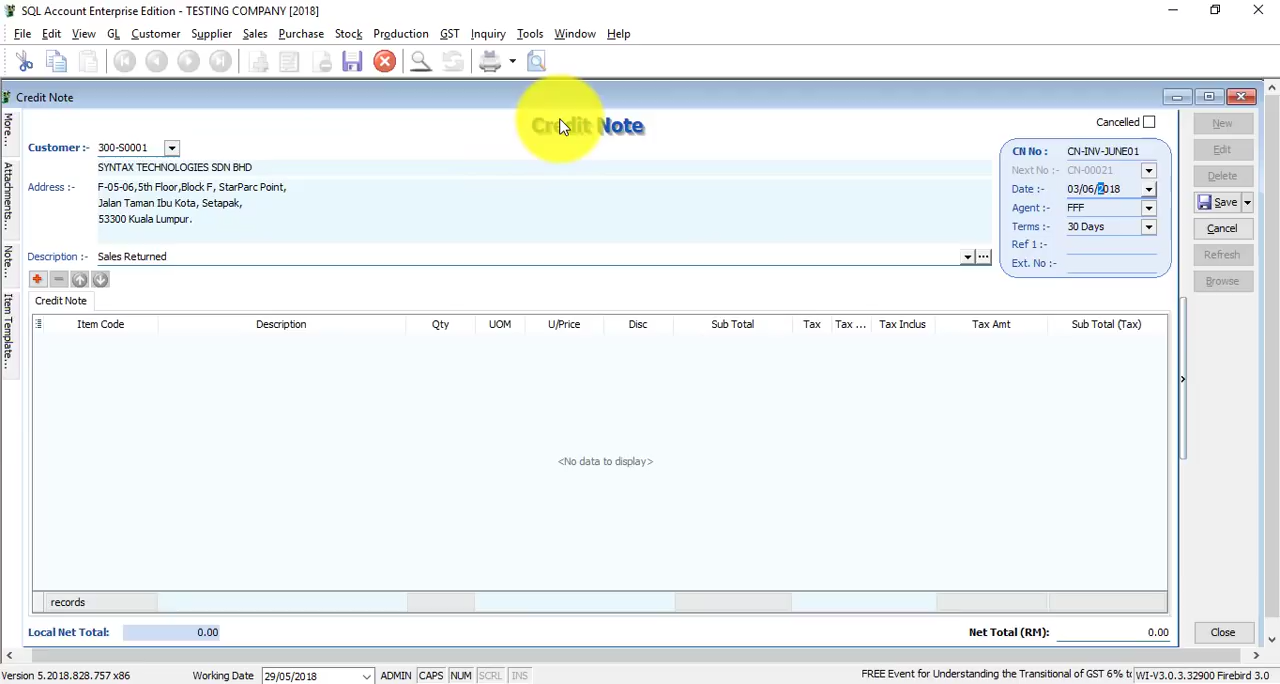 SQL Account Enterprise Edition - TESTING COMPANY [2018]
File Edit View GL Customer Supplier Sales Purchase Stock Production GST Inquiry Tools Window Help
Credit Note
More...
Attachments...
Note...
Item Template...
Credit Note
Cancelled
Customer :- 300-S0001
SYNTAX TECHNOLOGIES SDN BHD
Address :- F-05-06,5th Floor,Block F, StarParc Point,
Jalan Taman Ibu Kota, Setapak,
53300 Kuala Lumpur.
Description :- Sales Returned
CN No : CN-INV-JUNE01
Next No :- CN-00021
Date :- 03/06/2018
Agent :- FFF
Terms :- 30 Days
Ref 1 :-
Ext. No :-
New
Edit
Delete
Save
Cancel
Refresh
Browse
Credit Note
Item Code Description Qty UOM U/Price Disc Sub Total Tax Tax ... Tax Inclus Tax Amt Sub Total (Tax)
<No data to display>
records
Local Net Total: 0.00 Net Total (RM): 0.00
Close
Version 5.2018.828.757 x86 Working Date 29/05/2018 ADMIN CAPS NUM SCRL INS FREE Event for Understanding the Transitional of GST 6% to WI-V3.0.3.32900 Firebird 3.0